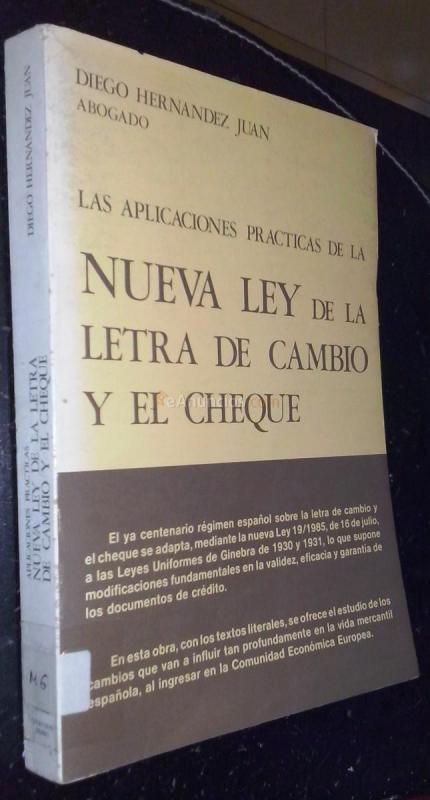 DIEGO HERNANDEZ JUAN
ABOGADO
LAS APLICACIONES PRACTICAS DE LA
NUEVA LEY DE LA
LETRA DE CAMBIO
Y EL CHEQUE
El ya centenario régimen español sobre la letra de cambio y
el cheque se adapta, mediante la nueva Ley 19/1985, de 16 de julio,
a las Leyes Uniformes de Ginebra de 1930 y 1931, lo que supone
modificaciones fundamentales en la validez, eficacia y garantía de
los documentos de crédito.
En esta obra, con los textos literales, se ofrece el estudio de los
cambios que van a influir tan profundamente en la vida mercantil
española, al ingresar en la Comunidad Económica Europea.
DIEGO HERNANDEZ JUAN
APLICACIONES PRACTICAS
NUEVA LEY DE LA LETRA
DE CAMBIO Y EL CHEQUE
M6
eAnuncios.com